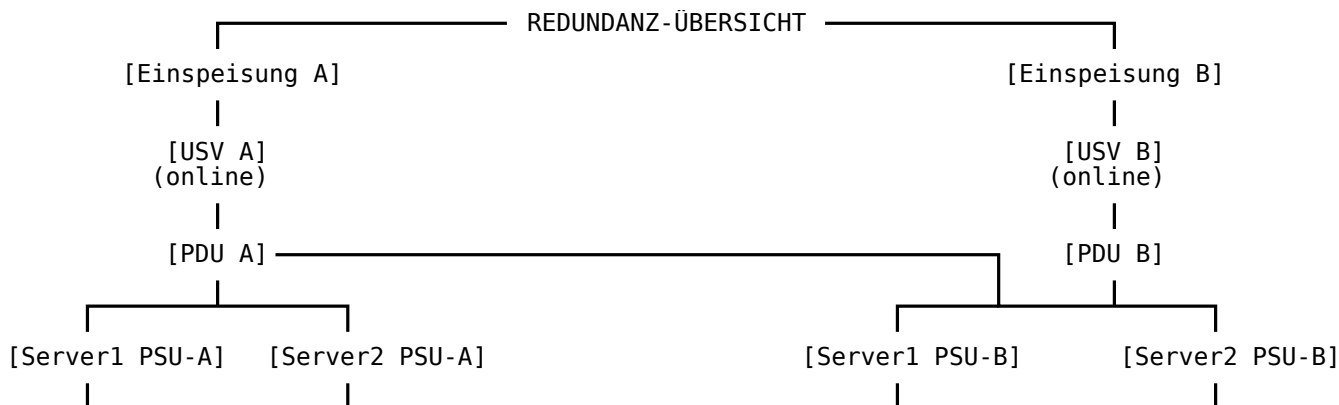 REDUNDANZ-ÜBERSICHT
[Einspeisung A] [Einspeisung B]
[USV A] [USV B]
(online) (online)
[PDU A] [PDU B]
[Server1 PSU-A] [Server2 PSU-A] [Server1 PSU-B] [Server2 PSU-B]